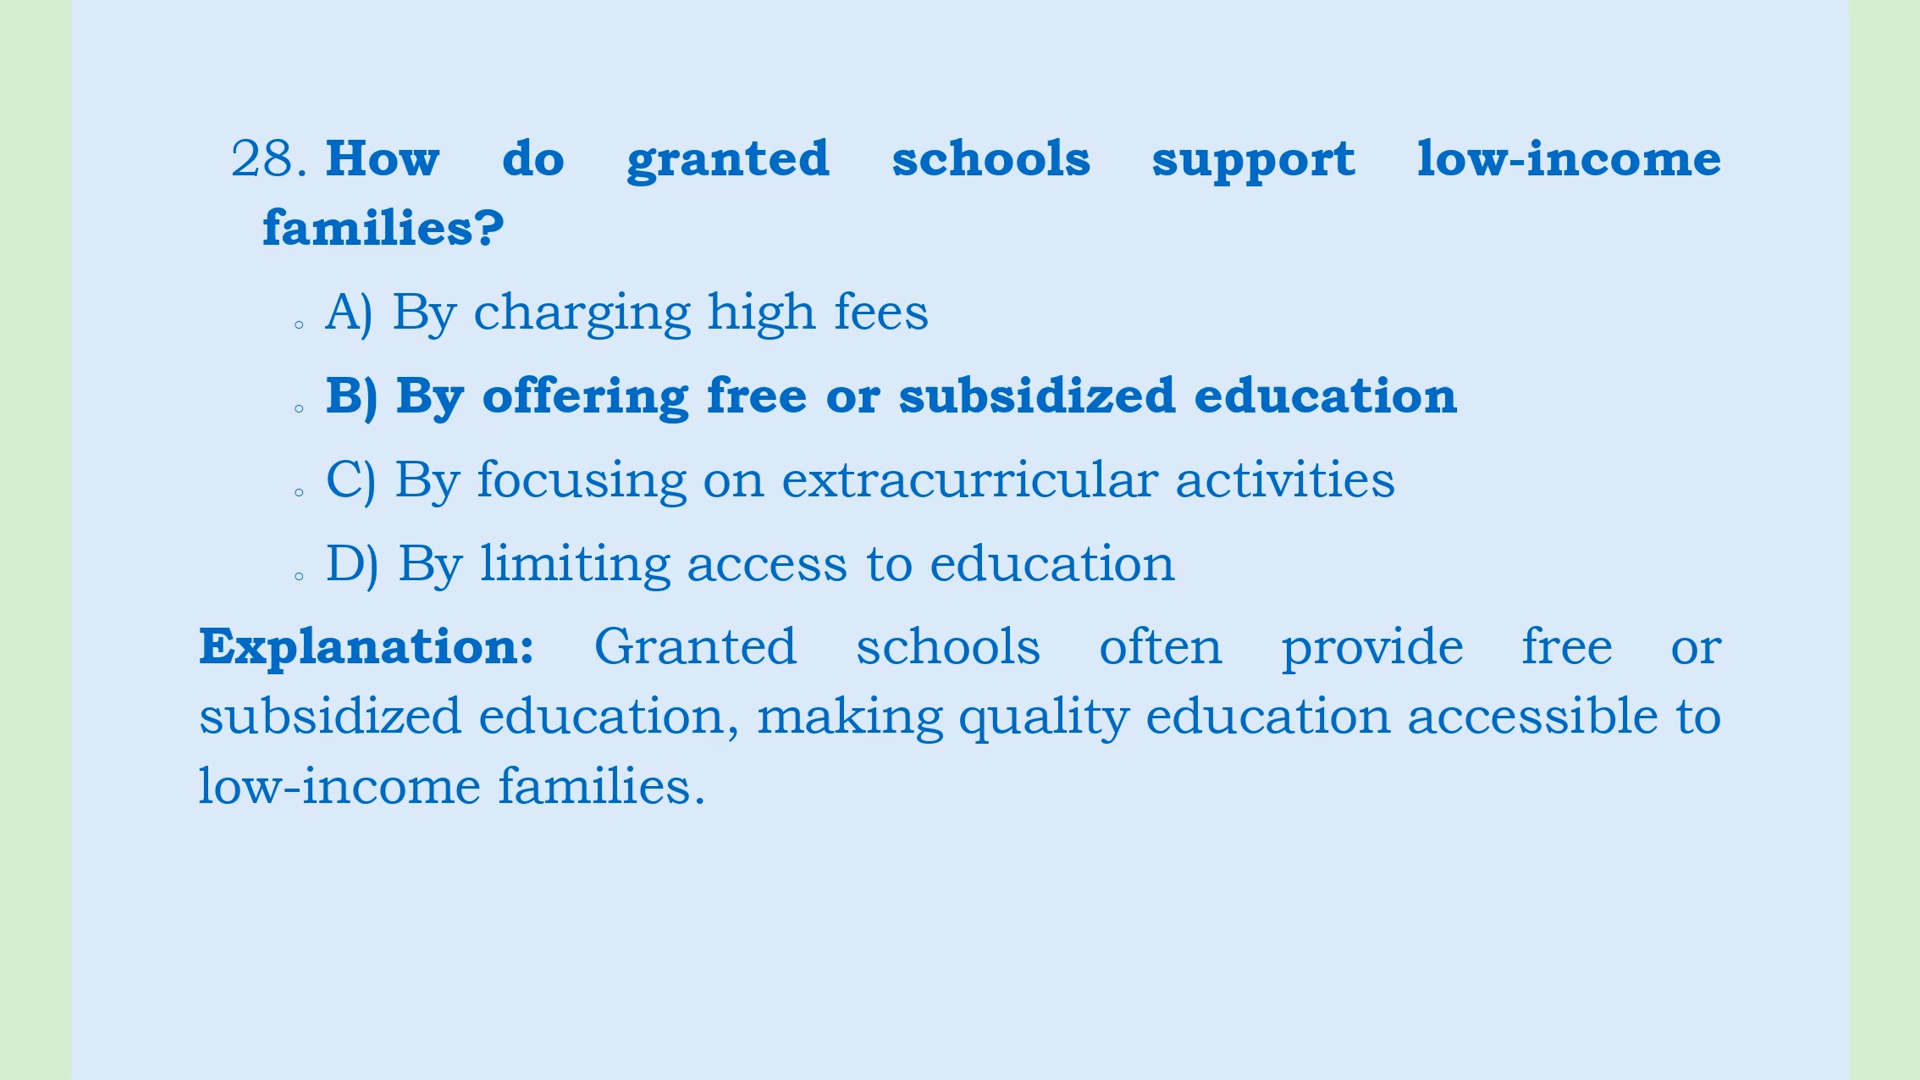 28. How do granted schools support low-income
families?
◦ A) By charging high fees
◦ B) By offering free or subsidized education
◦ C) By focusing on extracurricular activities
◦ D) By limiting access to education
Explanation: Granted schools often provide free or
subsidized education, making quality education accessible to
low-income families.